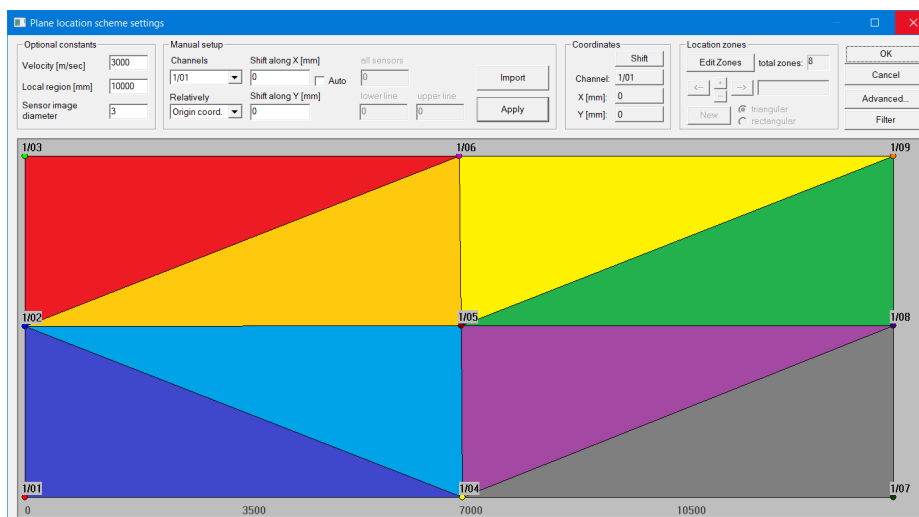 Plane location scheme settings
Optional constants
Velocity [m/sec] 3000
Local region [mm] 10000
Sensor image diameter 3
Manual setup
Channels
1/01
Relatively
Origin coord.
Shift along X [mm]
0
Auto
Shift along Y [mm]
0
all sensors
0
lower line upper line
0 0
Import
Apply
Coordinates
Shift
Channel: 1/01
X [mm]: 0
Y [mm]: 0
Location zones
Edit Zones total zones: 8
<-- + - -->
New
triangular
rectangular
OK
Cancel
Advanced...
Filter
1/03 1/06 1/09
1/02 1/05 1/08
1/01 1/04 1/07
0 3500 7000 10500